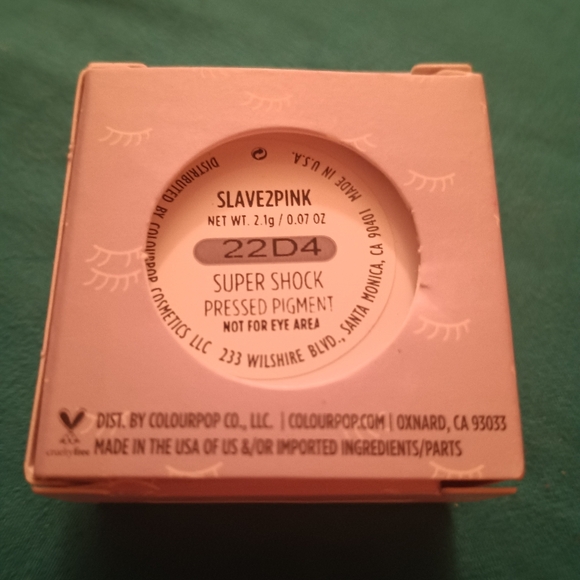 SLAVE2PINK
NET WT. 2.1g / 0.07 OZ
22D4
SUPER SHOCK
PRESSED PIGMENT
NOT FOR EYE AREA
DISTRIBUTED BY COLOURPOP COSMETICS LLC 233 WILSHIRE BLVD., SANTA MONICA, CA 90401 MADE IN U.S.A.
cruelty free
DIST. BY COLOURPOP CO., LLC. | COLOURPOP.COM | OXNARD, CA 93033
MADE IN THE USA OF US &/OR IMPORTED INGREDIENTS/PARTS